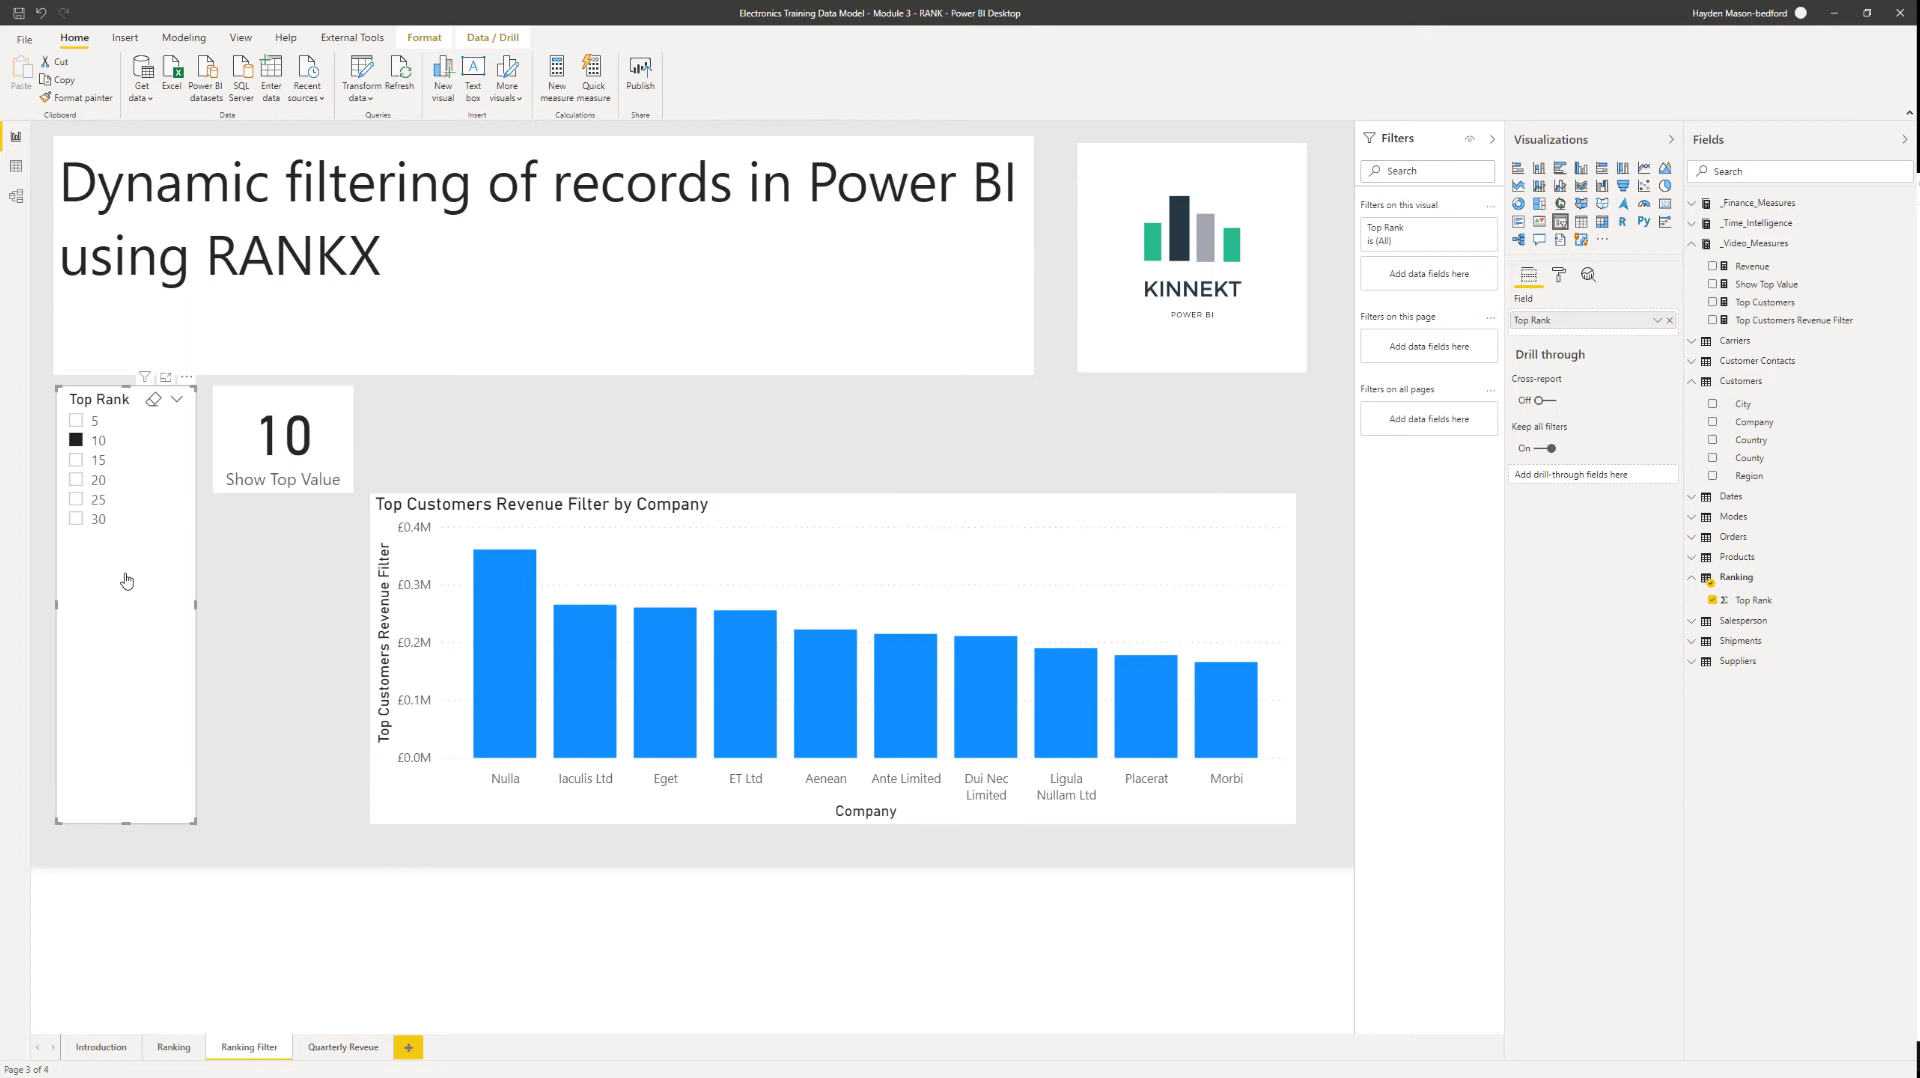 Electronics Training Data Model - Module 3 - RANK - Power BI Desktop
Hayden Mason-bedford
File
Home
Insert
Modeling
View
Help
External Tools
Format
Data / Drill
Paste
Cut
Copy
Format painter
Clipboard
Get data
Excel
Power BI datasets
SQL Server
Enter data
Recent sources
Data
Transform data
Refresh
Queries
New visual
Text box
More visuals
Insert
New measure
Quick measure
Calculations
Publish
Share
Dynamic filtering of records in Power BI
using RANKX
KINNEKT
POWER BI
Top Rank
5
10
15
20
25
30
10
Show Top Value
Top Customers Revenue Filter by Company
Top Customers Revenue Filter
£0.4M
£0.3M
£0.2M
£0.1M
£0.0M
Nulla
Iaculis Ltd
Eget
ET Ltd
Aenean
Ante Limited
Dui Nec
Limited
Ligula
Nullam Ltd
Placerat
Morbi
Company
Filters
Search
Filters on this visual
Top Rank
is (All)
Add data fields here
Filters on this page
Add data fields here
Filters on all pages
Add data fields here
Visualizations
R
Py
Field
Top Rank
Drill through
Cross-report
Off
Keep all filters
On
Add drill-through fields here
Fields
Search
_Finance_Measures
_Time_Intelligence
_Video_Measures
Revenue
Show Top Value
Top Customers
Top Customers Revenue Filter
Carriers
Customer Contacts
Customers
City
Company
Country
County
Region
Dates
Modes
Orders
Products
Ranking
Σ Top Rank
Salesperson
Shipments
Suppliers
Introduction
Ranking
Ranking Filter
Quarterly Reveue
Page 3 of 4